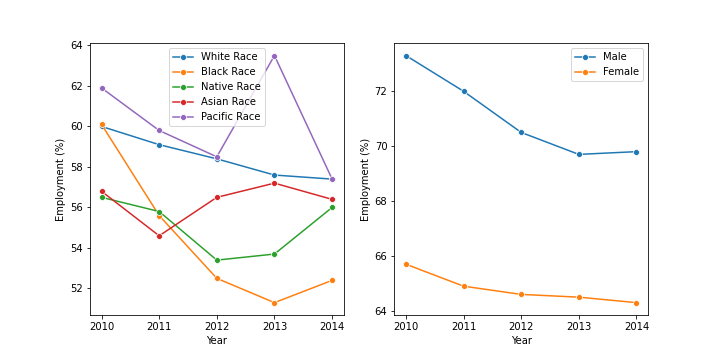 64
62
60
58
56
54
52
Employment (%)
2010 2011 2012 2013 2014
Year
White Race
Black Race
Native Race
Asian Race
Pacific Race
72
70
68
66
64
Employment (%)
2010 2011 2012 2013 2014
Year
Male
Female